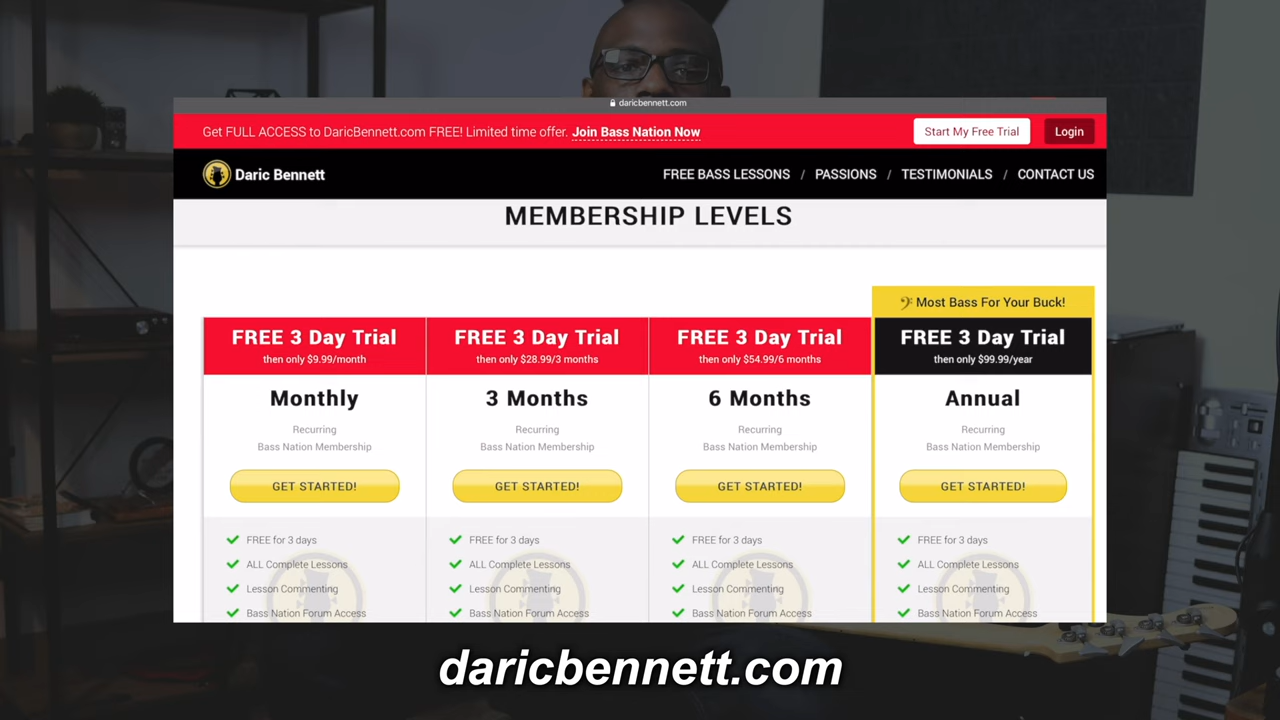 daricbennett.com
Get FULL ACCESS to DaricBennett.com FREE! Limited time offer. Join Bass Nation Now
Start My Free Trial
Login
Daric Bennett
FREE BASS LESSONS / PASSIONS / TESTIMONIALS / CONTACT US
MEMBERSHIP LEVELS
Most Bass For Your Buck!
FREE 3 Day Trial
then only $9.99/month
Monthly
Recurring
Bass Nation Membership
GET STARTED!
FREE for 3 days
ALL Complete Lessons
Lesson Commenting
Bass Nation Forum Access
FREE 3 Day Trial
then only $28.99/3 months
3 Months
Recurring
Bass Nation Membership
GET STARTED!
FREE for 3 days
ALL Complete Lessons
Lesson Commenting
Bass Nation Forum Access
FREE 3 Day Trial
then only $54.99/6 months
6 Months
Recurring
Bass Nation Membership
GET STARTED!
FREE for 3 days
ALL Complete Lessons
Lesson Commenting
Bass Nation Forum Access
FREE 3 Day Trial
then only $99.99/year
Annual
Recurring
Bass Nation Membership
GET STARTED!
FREE for 3 days
ALL Complete Lessons
Lesson Commenting
Bass Nation Forum Access
daricbennett.com